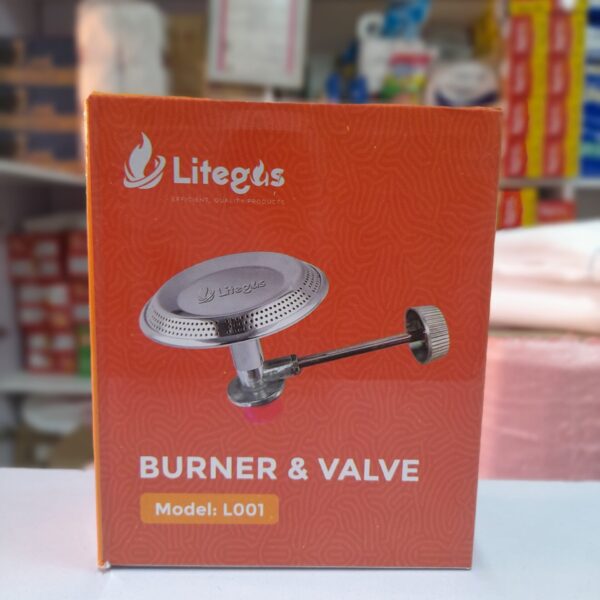 Litegas
EFFICIENT, QUALITY PRODUCTS
Litegas
BURNER & VALVE
Model: L001